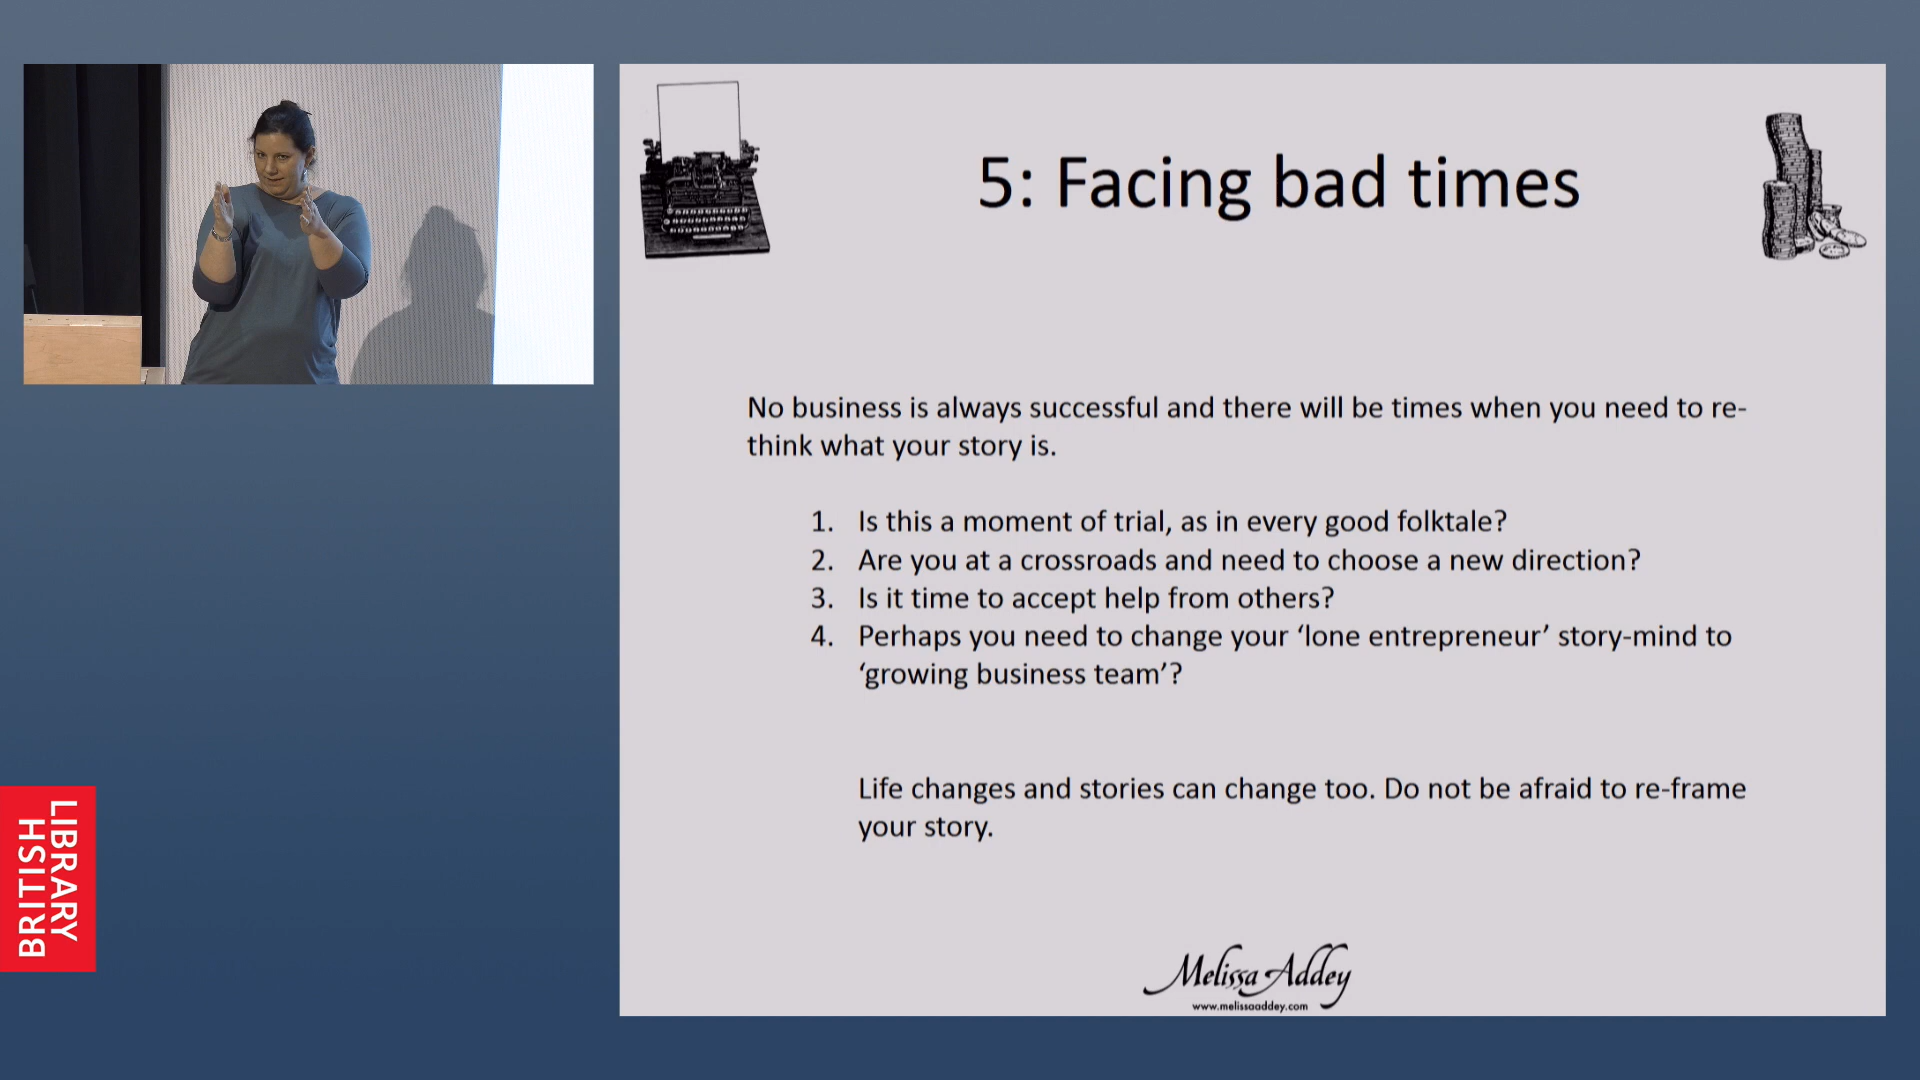 5: Facing bad times
No business is always successful and there will be times when you need to re-
think what your story is.
1. Is this a moment of trial, as in every good folktale?
2. Are you at a crossroads and need to choose a new direction?
3. Is it time to accept help from others?
4. Perhaps you need to change your ‘lone entrepreneur’ story-mind to
‘growing business team’?
Life changes and stories can change too. Do not be afraid to re-frame
your story.
Melissa Addey
www.melissaaddey.com
BRITISH
LIBRARY